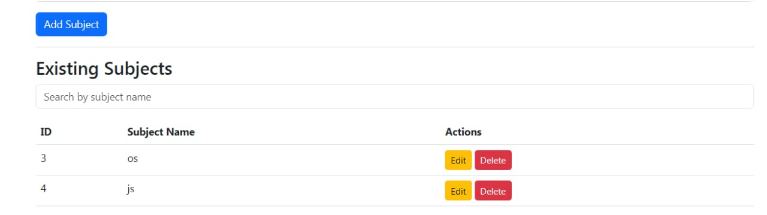 Add Subject
Existing Subjects
Search by subject name
ID Subject Name Actions
3 os Edit Delete
4 js Edit Delete